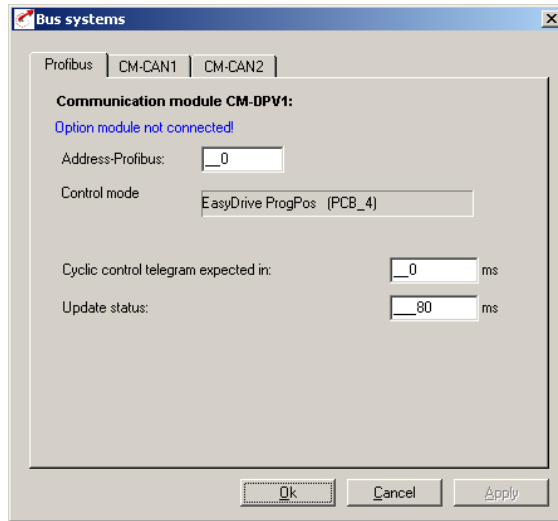 Bus systems
Profibus CM-CAN1 CM-CAN2
Communication module CM-DPV1:
Option module not connected!
Address-Profibus: __0
Control mode EasyDrive ProgPos (PCB_4)
Cyclic control telegram expected in: __0 ms
Update status: ___80 ms
Ok Cancel Apply